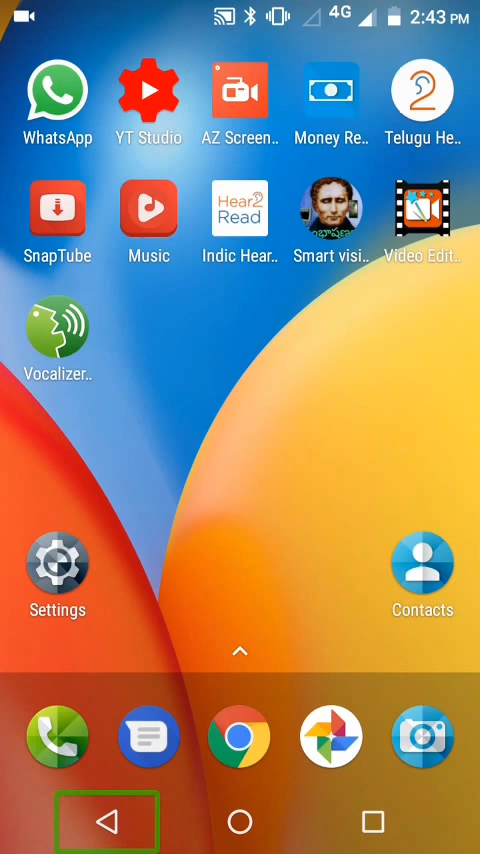 4G 2:43 PM
WhatsApp YT Studio AZ Screen.. Money Re.. Telugu He..
Hear2
Read
SnapTube Music Indic Hear.. Smart visi.. Video Edit..
Vocalizer..
Settings Contacts